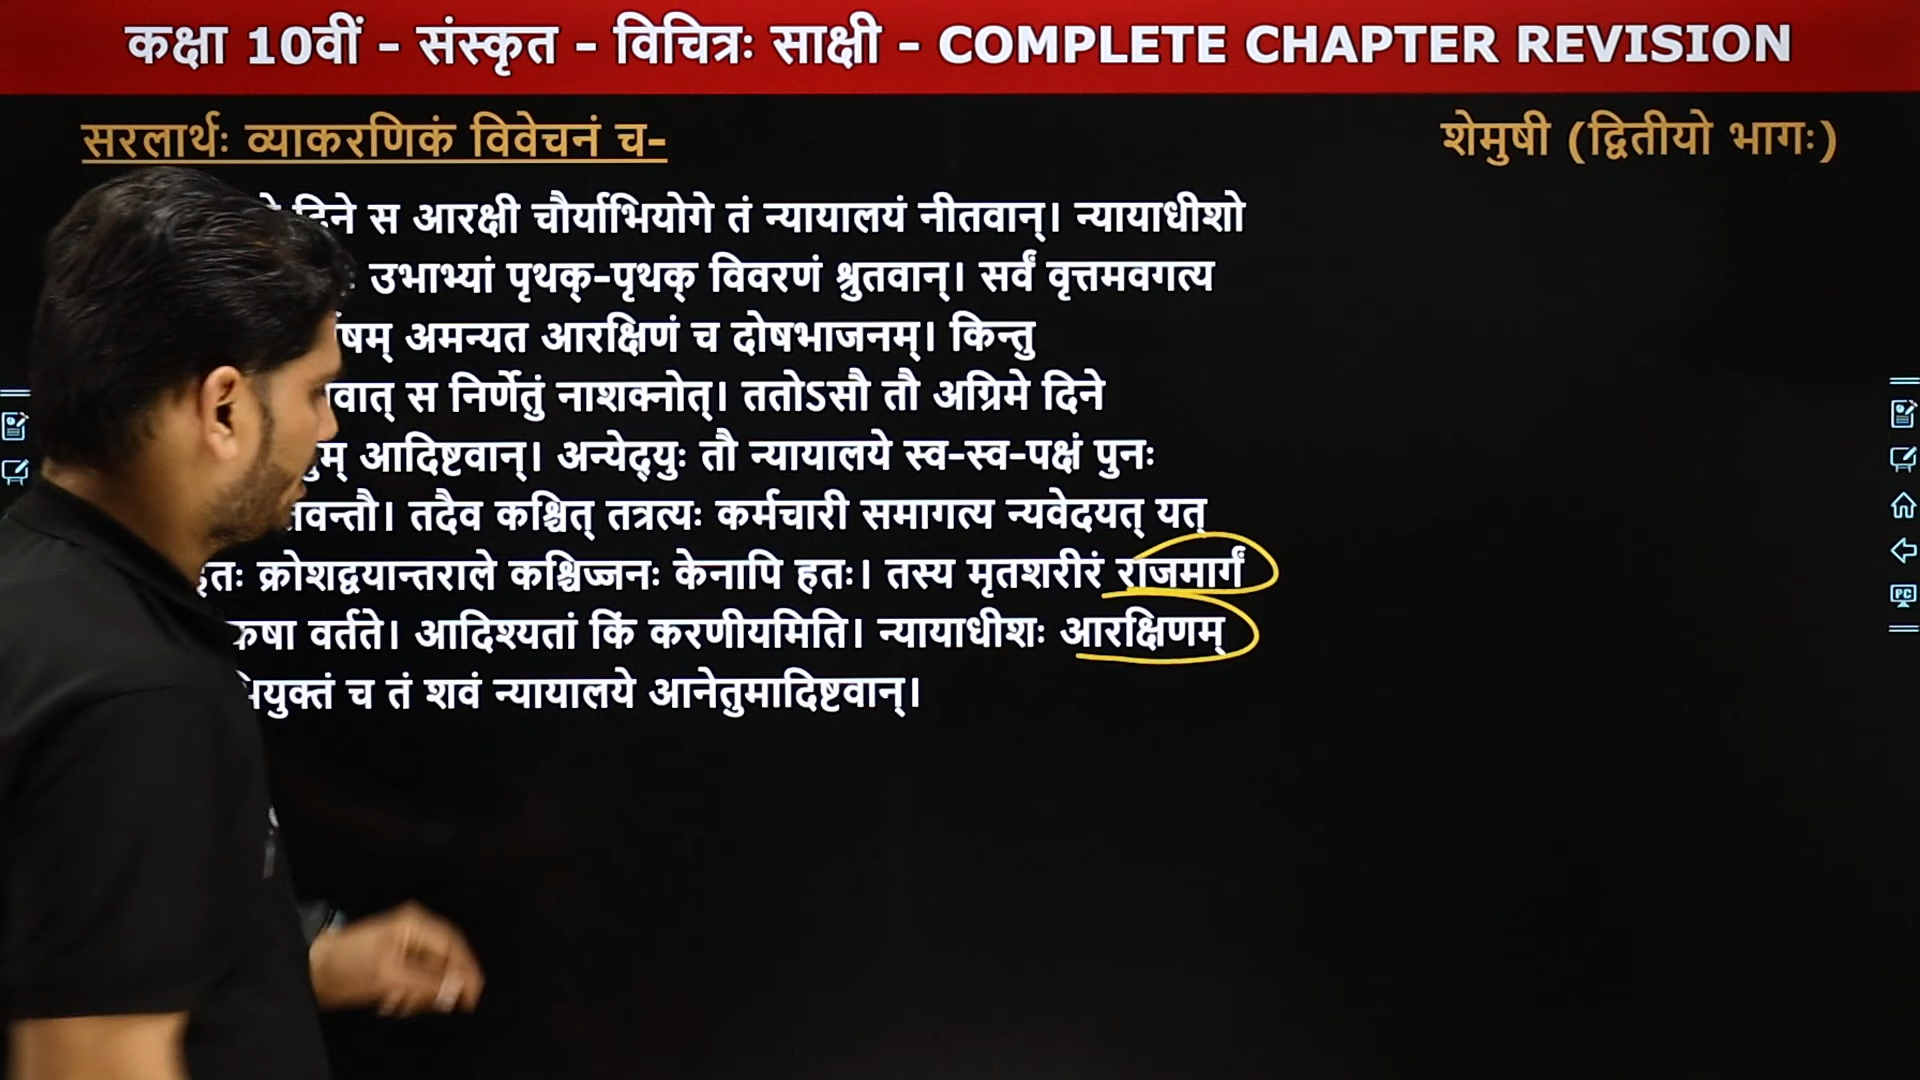 कक्षा 10वीं - संस्कृत - विचित्रः साक्षी - COMPLETE CHAPTER REVISION
सरलार्थः व्याकरणिकं विवेचनं च-
शेमुषी (द्वितीयो भागः)
दिने स आरक्षी चौर्याभियोगे तं न्यायालयं नीतवान्। न्यायाधीशो
उभाभ्यां पृथक्-पृथक् विवरणं श्रुतवान्। सर्वं वृत्तमवगत्य
अमन्यत आरक्षिणं च दोषभाजनम्। किन्तु
स निर्णेतुं नाशक्नोत्। ततोऽसौ तौ अग्रिमे दिने
आदिष्टवान्। अन्येद्युः तौ न्यायालये स्व-स्व-पक्षं पुनः
तदैव कश्चित् तत्रत्यः कर्मचारी समागत्य न्यवेदयत् यत्
इतः क्रोशद्वयान्तराले कश्चिज्जनः केनापि हतः। तस्य मृतशरीरं राजमार्गं
वर्तते। आदिश्यतां किं करणीयमिति। न्यायाधीशः आरक्षिणम्
च तं शवं न्यायालये आनेतुमादिष्टवान्।
PC